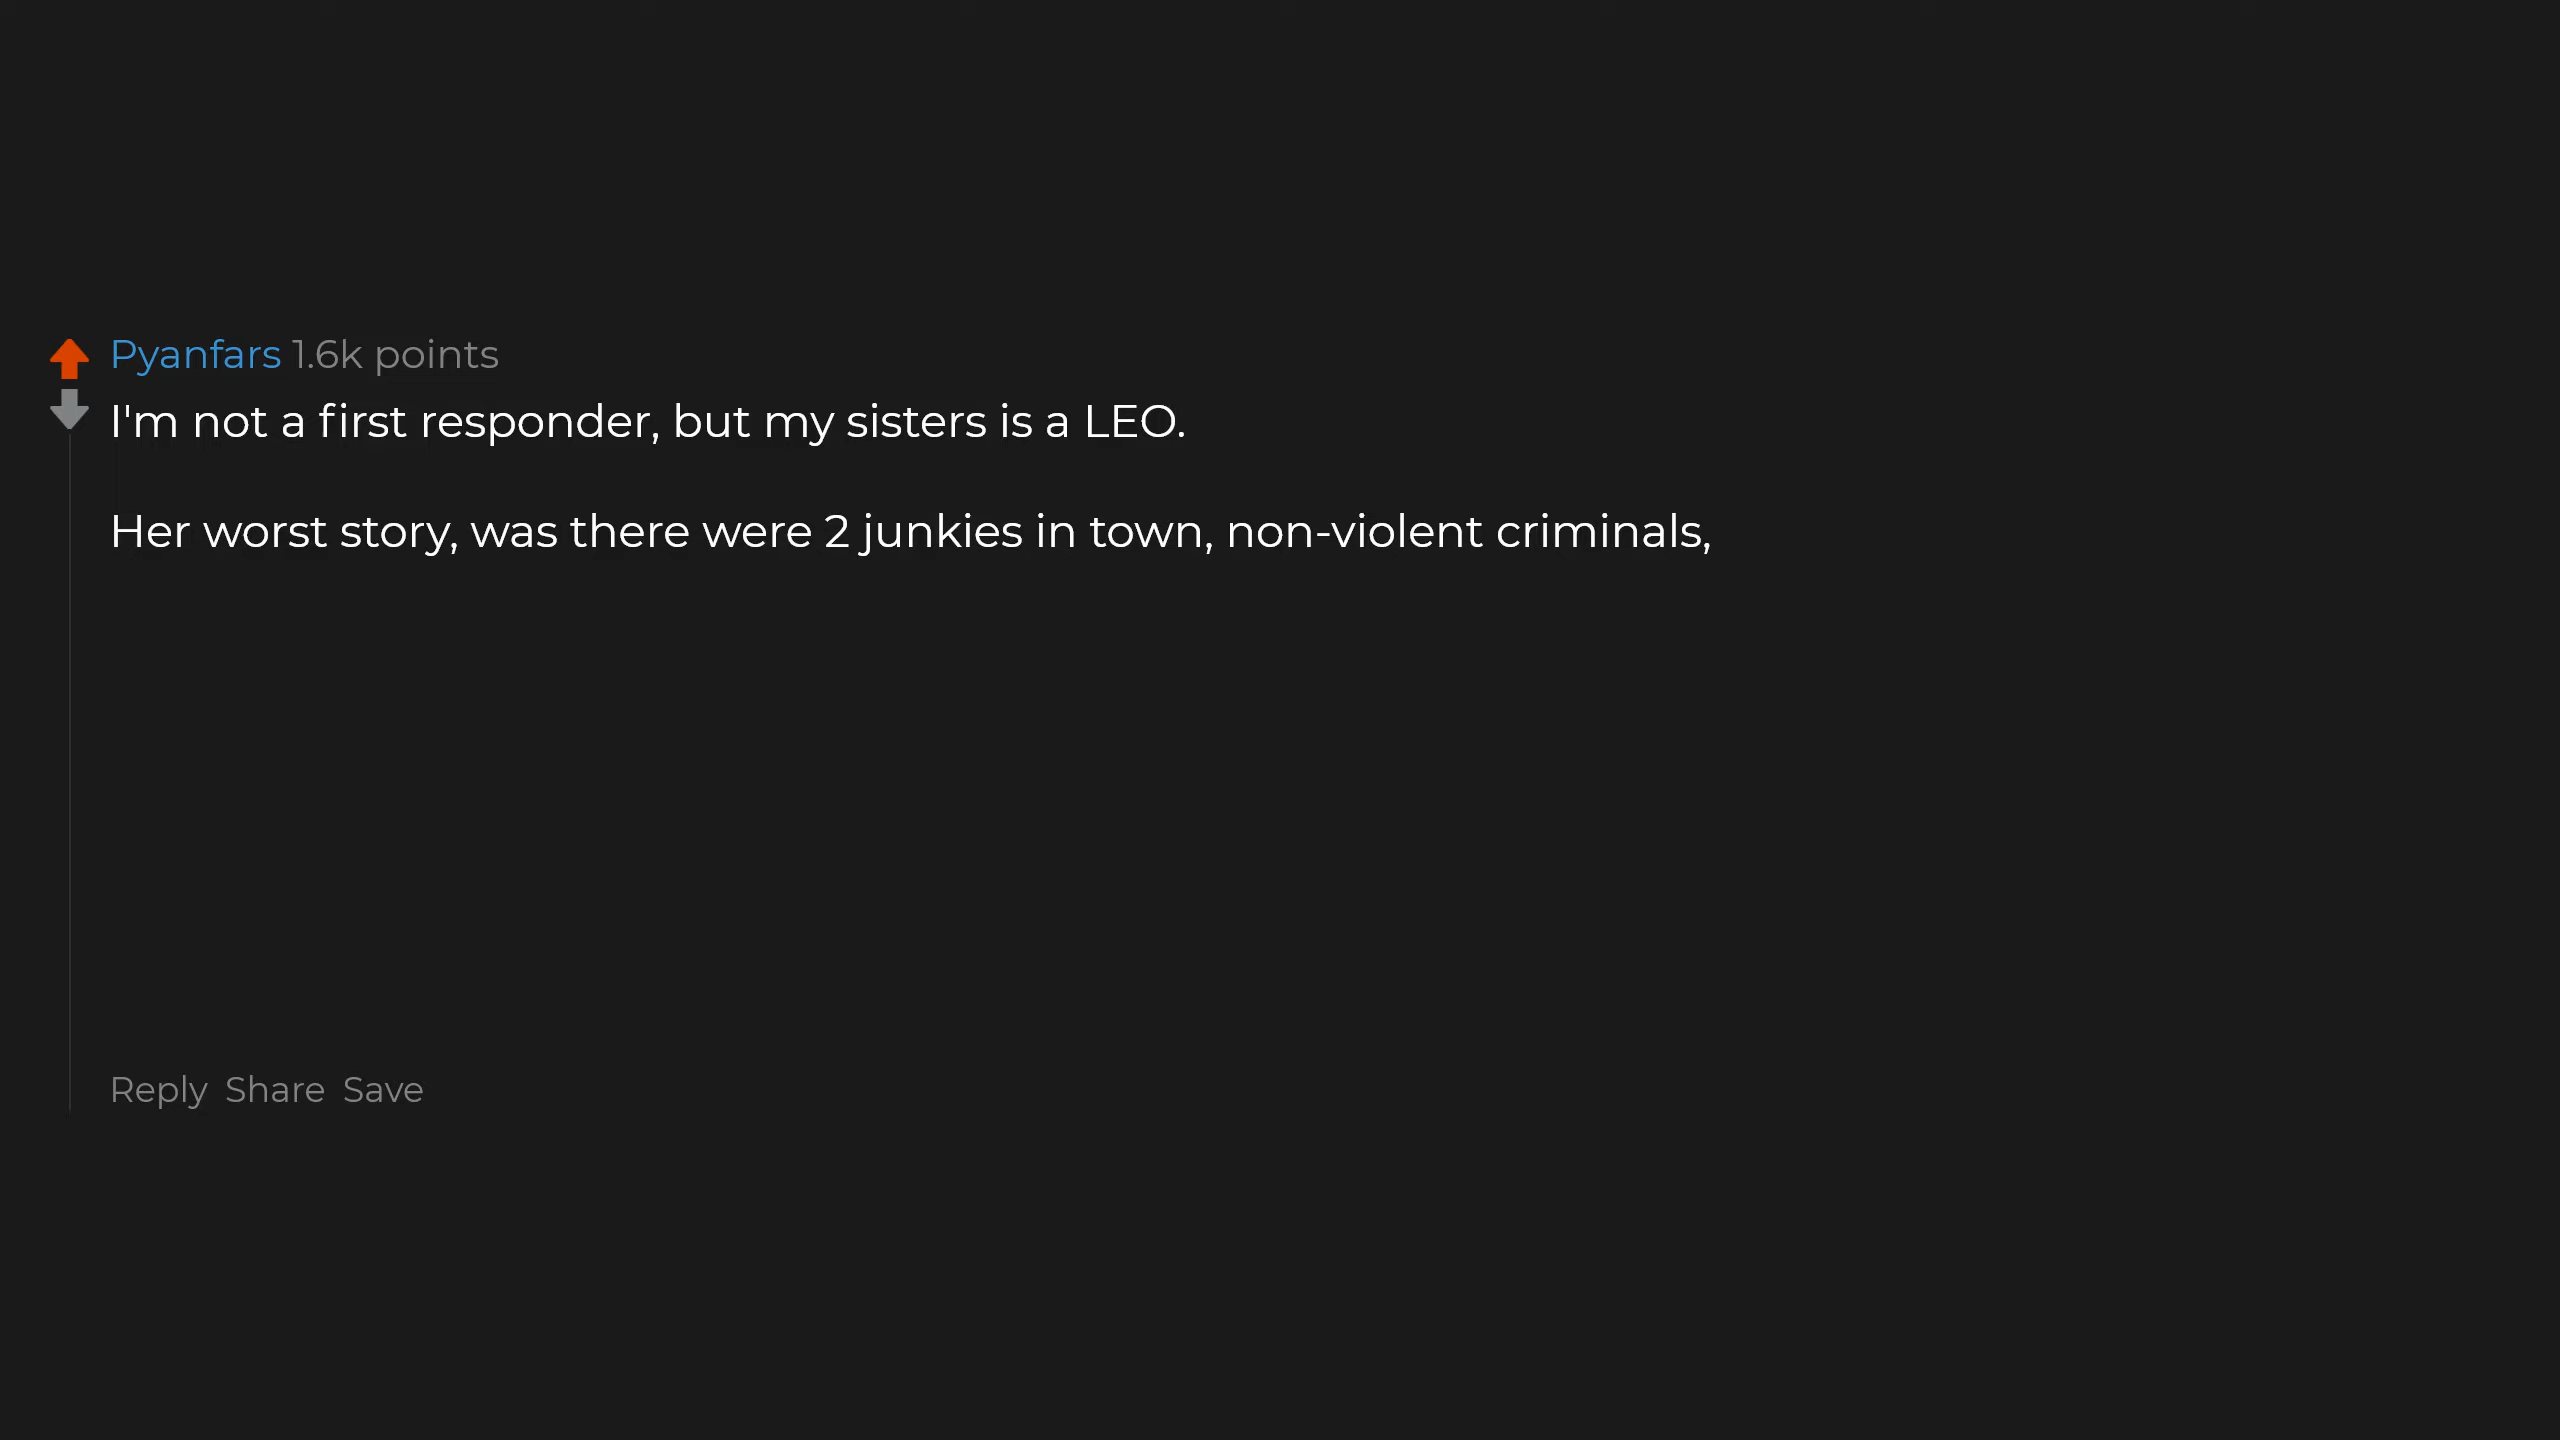 Pyanfars 1.6k points
I'm not a first responder, but my sisters is a LEO.
Her worst story, was there were 2 junkies in town, non-violent criminals,
Reply Share Save